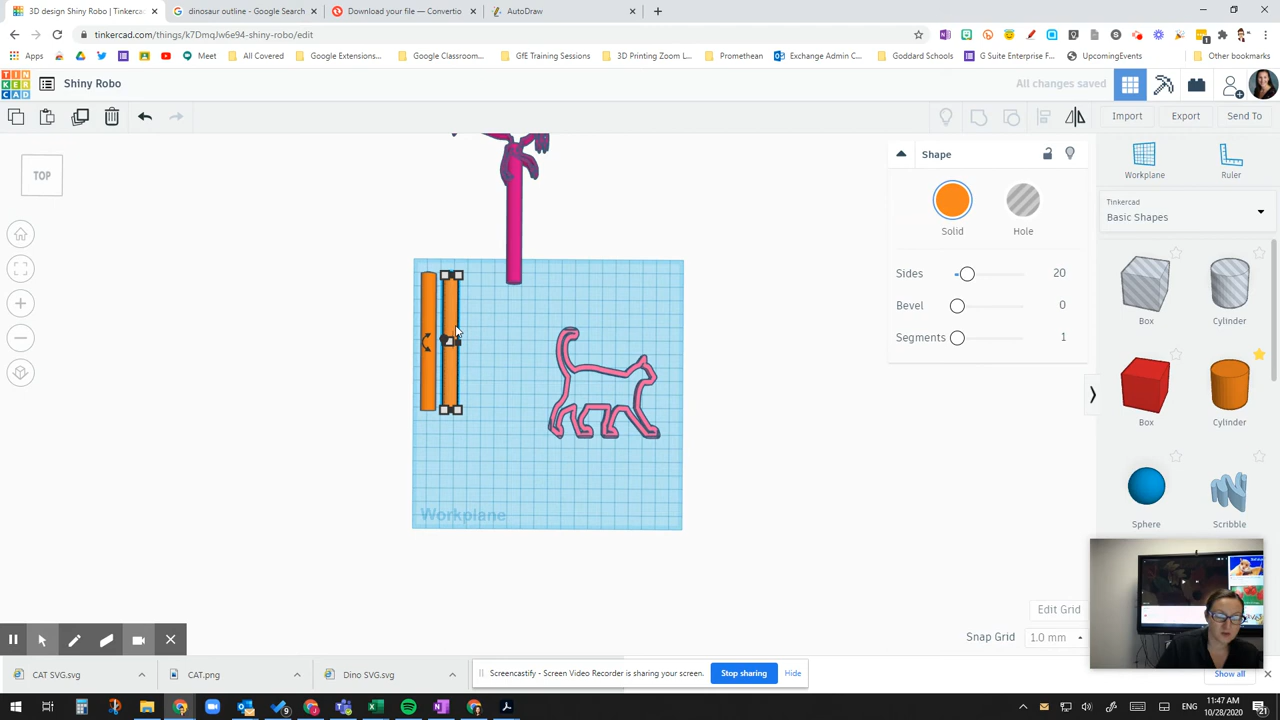 3D design Shiny Robo | Tinkercad
dinosaur outline - Google Search
Download your file — Convertio
AutoDraw
tinkercad.com/things/k7DmqJw6e94-shiny-robo/edit
Apps
Meet
All Covered
Google Extensions...
Google Classroom...
GfE Training Sessions
3D Printing Zoom L...
Promethean
Exchange Admin C...
Goddard Schools
G Suite Enterprise F...
UpcomingEvents
Other bookmarks
TIN
KER
CAD
Shiny Robo
All changes saved
Import
Export
Send To
TOP
Shape
Solid
Hole
Sides
20
Bevel
0
Segments
1
Workplane
Ruler
Tinkercad
Basic Shapes
Box
Cylinder
Box
Cylinder
Sphere
Scribble
Workplane
Edit Grid
Snap Grid
1.0 mm
CAT SVG.svg
CAT.png
Dino SVG.svg
Screencastify - Screen Video Recorder is sharing your screen.
Stop sharing
Hide
Show all
11:47 AM
10/28/2020
21